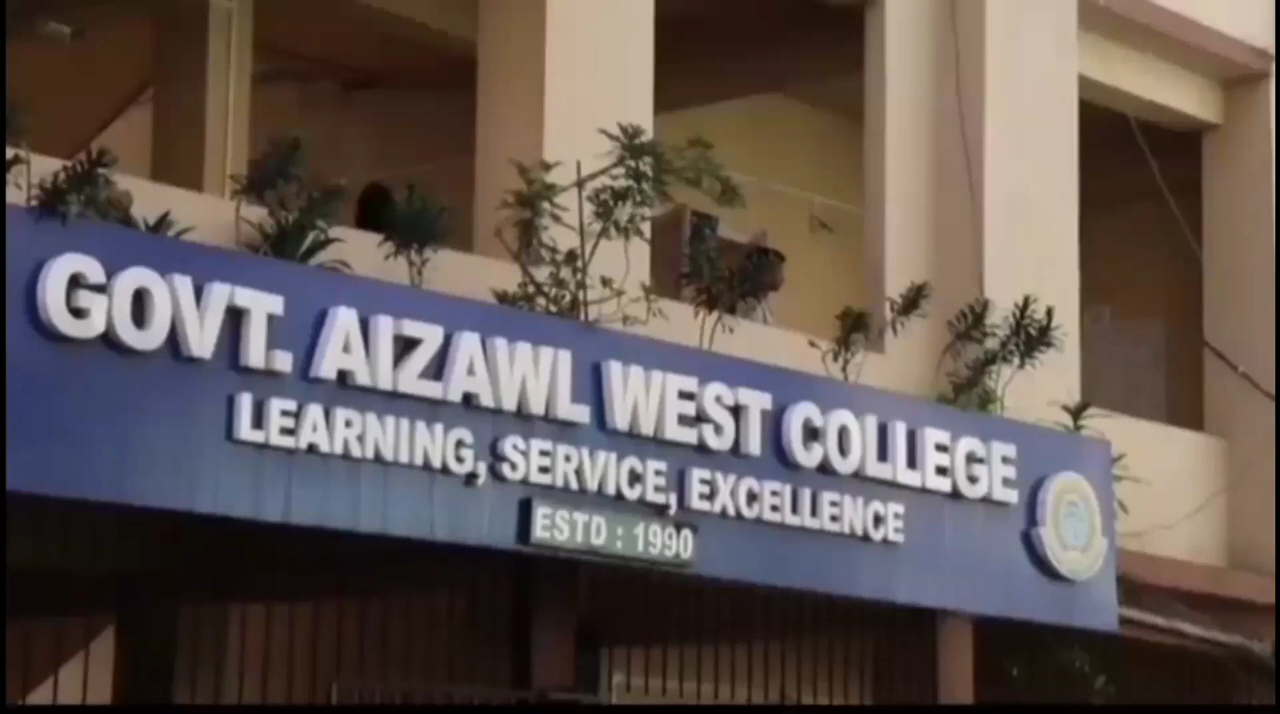 GOVT. AIZAWL WEST COLLEGE
LEARNING, SERVICE, EXCELLENCE
ESTD : 1990